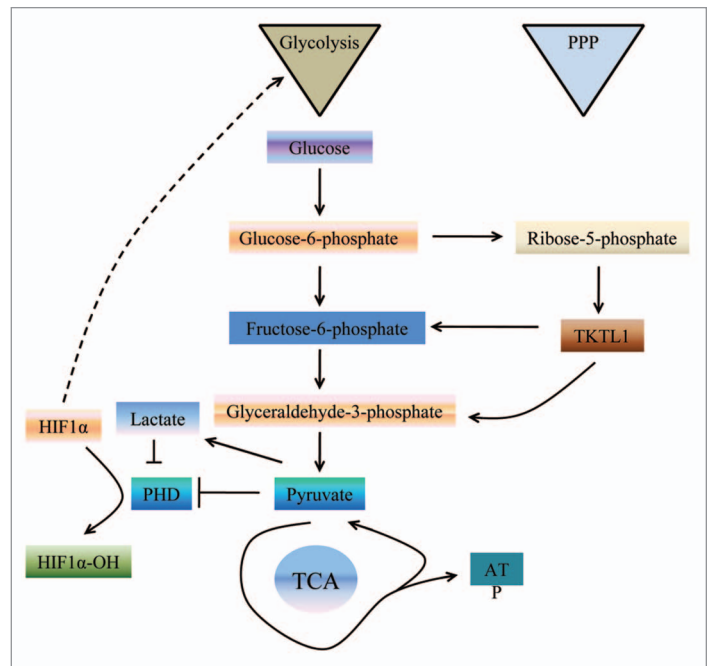 Glycolysis
PPP
Glucose
Glucose-6-phosphate
Ribose-5-phosphate
Fructose-6-phosphate
TKTL1
Glyceraldehyde-3-phosphate
HIF1α
Lactate
PHD
Pyruvate
HIF1α-OH
TCA
AT
P